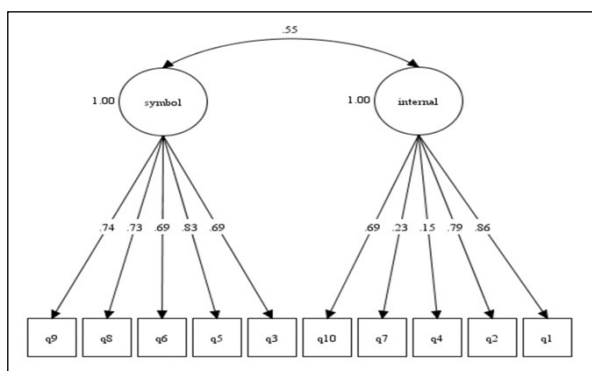 .55
1.00 symbol 1.00 internal
.74 .73 .69 .83 .69 .69 .23 .15 .79 .86
q9 q8 q6 q5 q3 q10 q7 q4 q2 q1